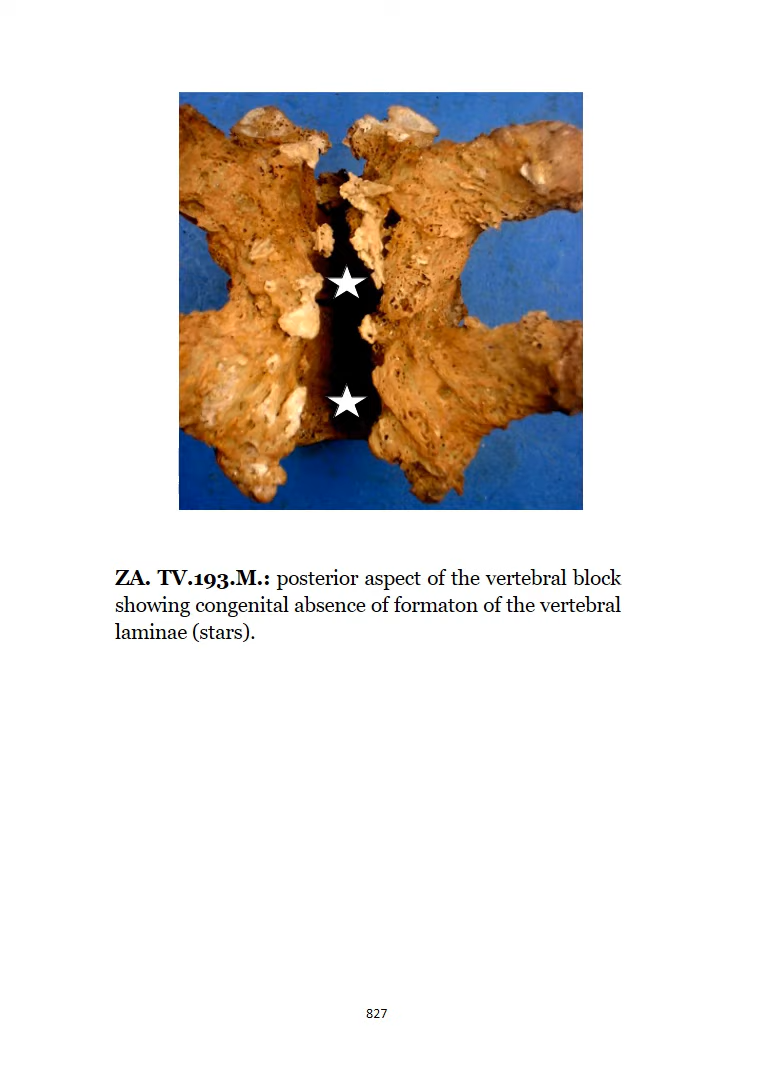 ZA. TV.193.M.: posterior aspect of the vertebral block
showing congenital absence of formaton of the vertebral
laminae (stars).
827